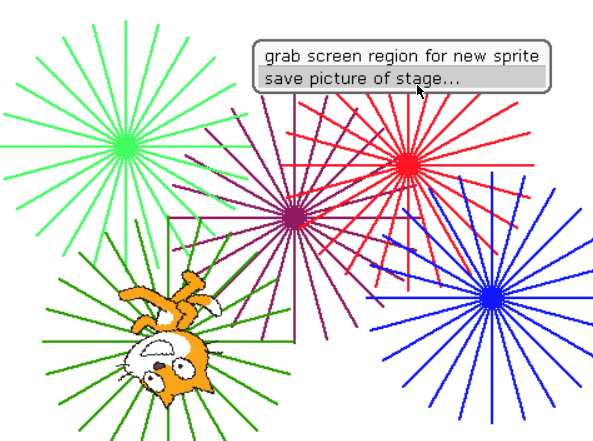 grab screen region for new sprite
save picture of stage...